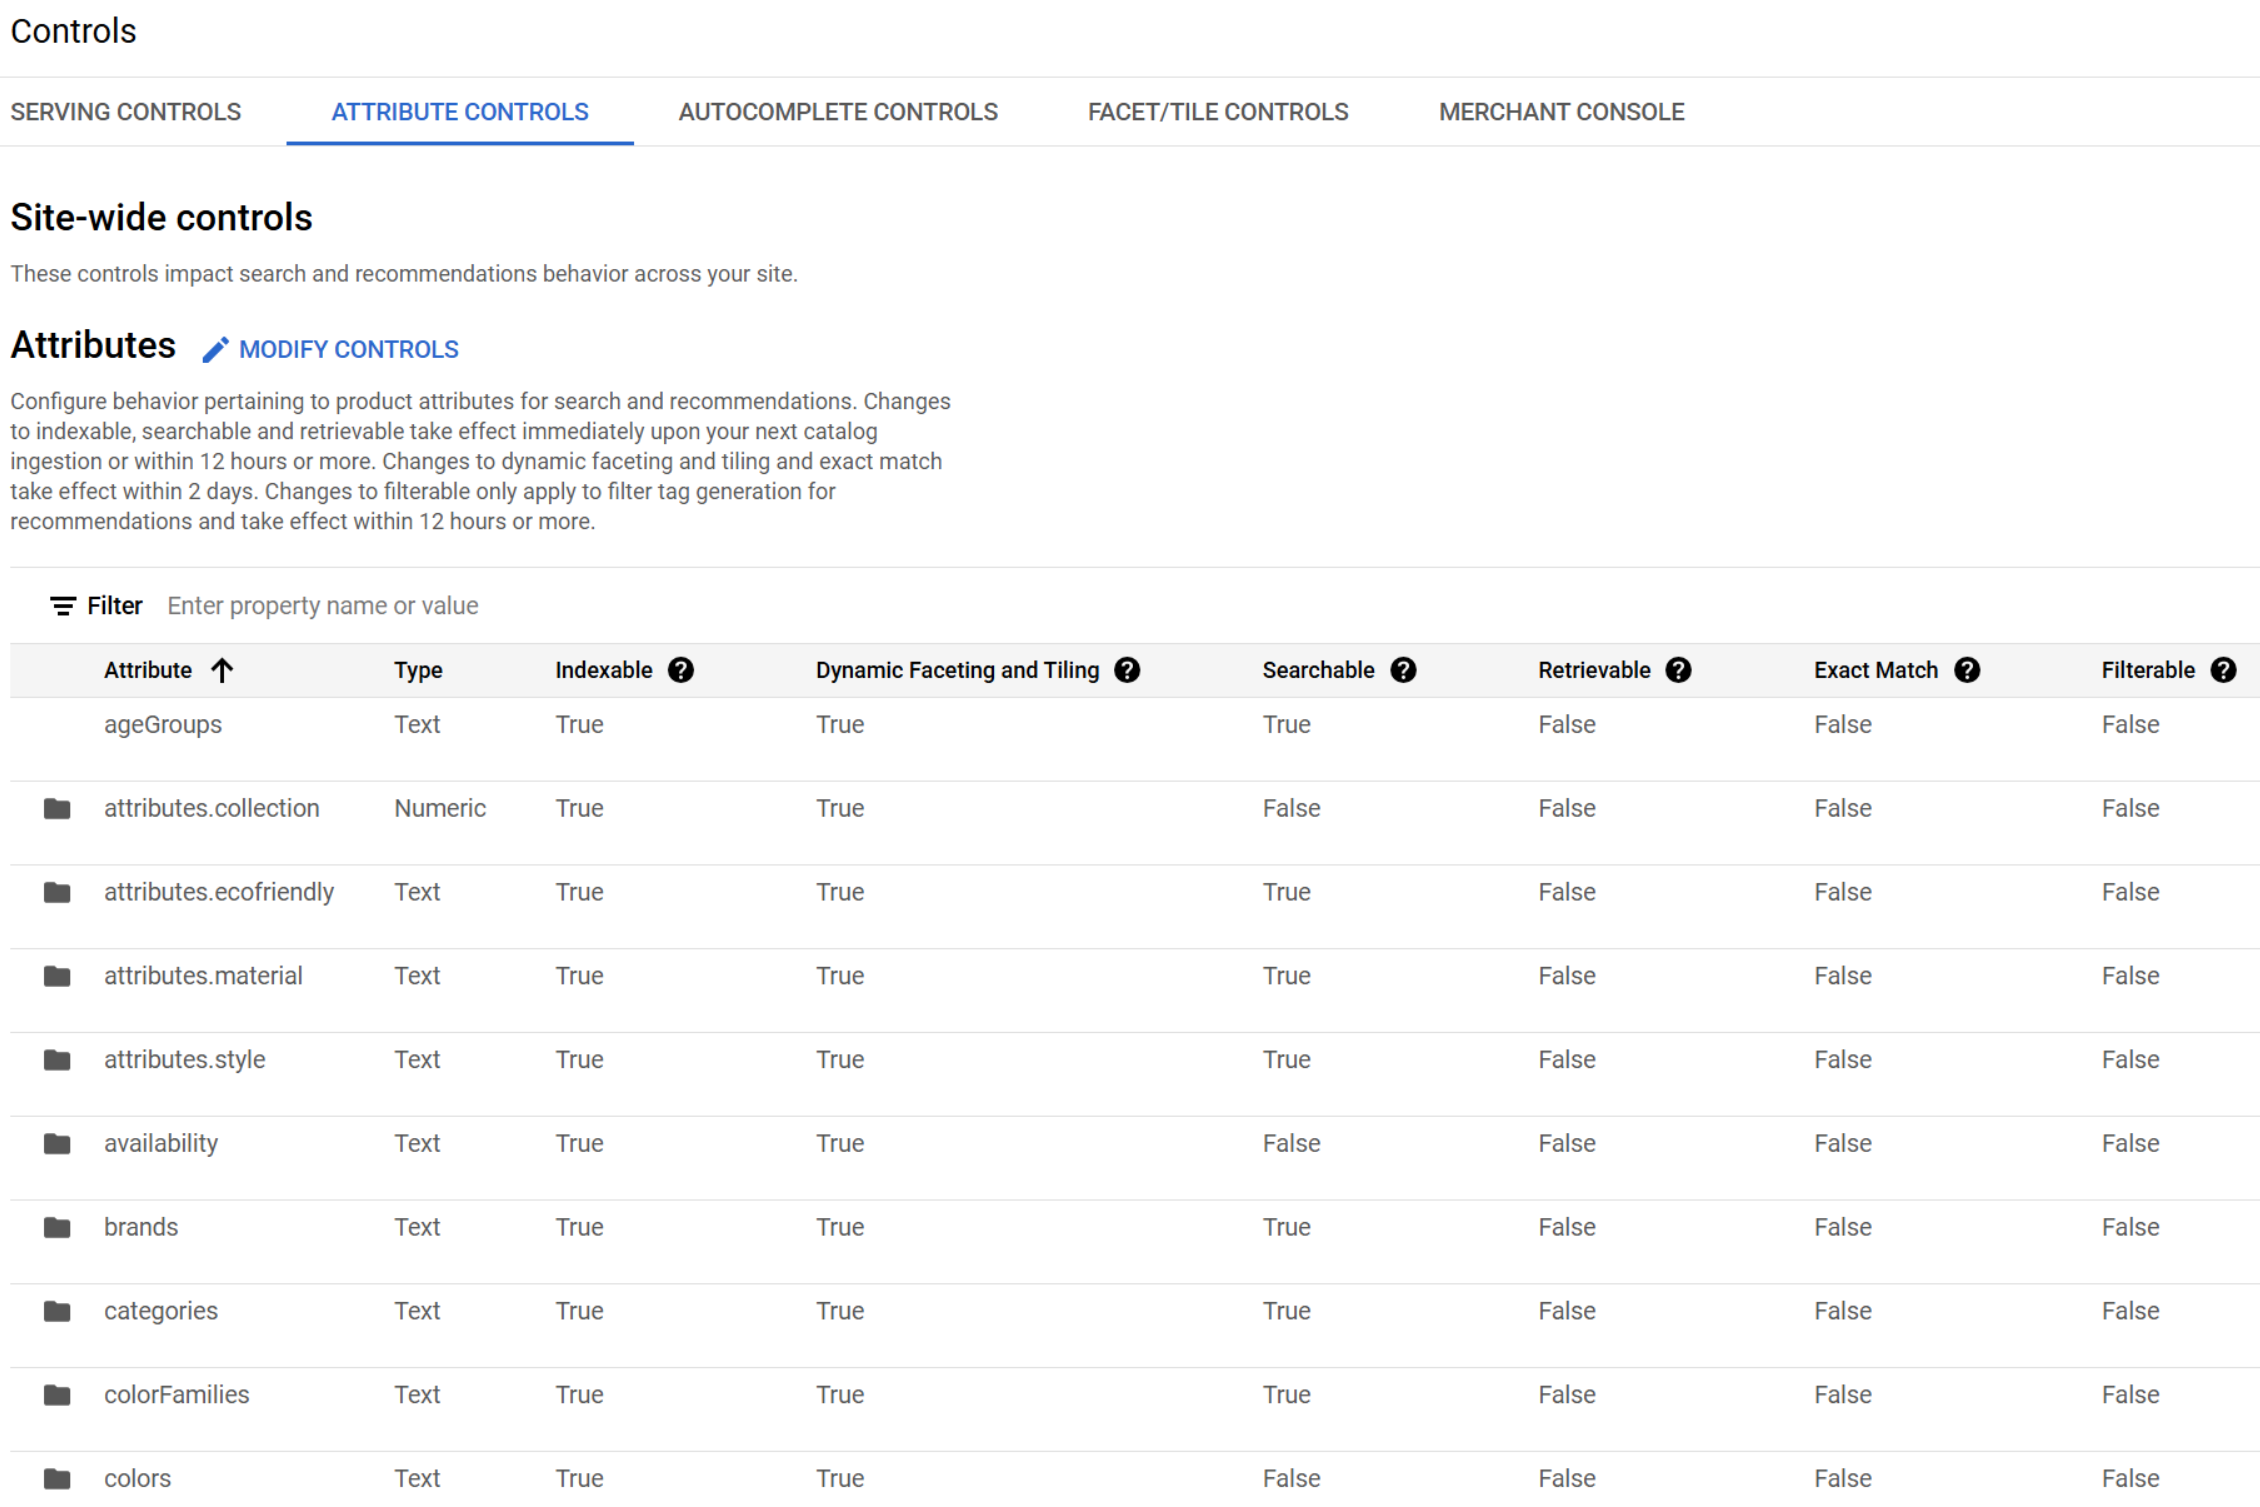 Controls
SERVING CONTROLS ATTRIBUTE CONTROLS AUTOCOMPLETE CONTROLS FACET/TILE CONTROLS MERCHANT CONSOLE
Site-wide controls
These controls impact search and recommendations behavior across your site.
Attributes MODIFY CONTROLS
Configure behavior pertaining to product attributes for search and recommendations. Changes
to indexable, searchable and retrievable take effect immediately upon your next catalog
ingestion or within 12 hours or more. Changes to dynamic faceting and tiling and exact match
take effect within 2 days. Changes to filterable only apply to filter tag generation for
recommendations and take effect within 12 hours or more.
Filter Enter property name or value
Attribute Type Indexable Dynamic Faceting and Tiling Searchable Retrievable Exact Match Filterable
ageGroups Text True True True False False False
attributes.collection Numeric True True False False False False
attributes.ecofriendly Text True True True False False False
attributes.material Text True True True False False False
attributes.style Text True True True False False False
availability Text True True False False False False
brands Text True True True False False False
categories Text True True True False False False
colorFamilies Text True True True False False False
colors Text True True False False False False